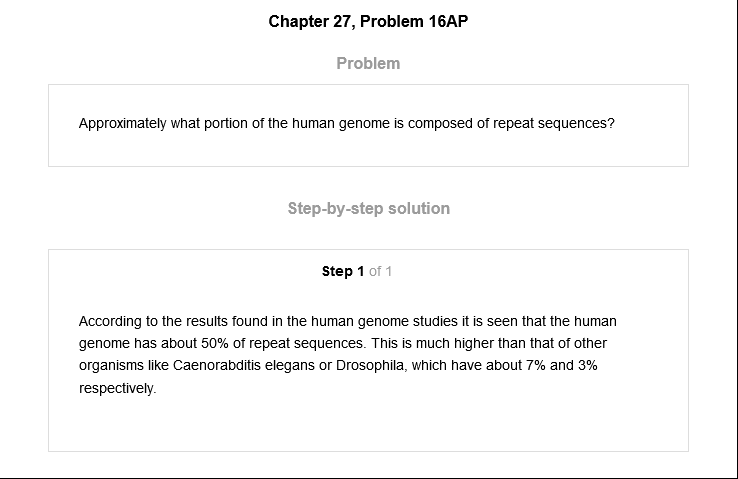 Chapter 27, Problem 16AP
Problem
Approximately what portion of the human genome is composed of repeat sequences?
Step-by-step solution
Step 1 of 1
According to the results found in the human genome studies it is seen that the human
genome has about 50% of repeat sequences. This is much higher than that of other
organisms like Caenorabditis elegans or Drosophila, which have about 7% and 3%
respectively.